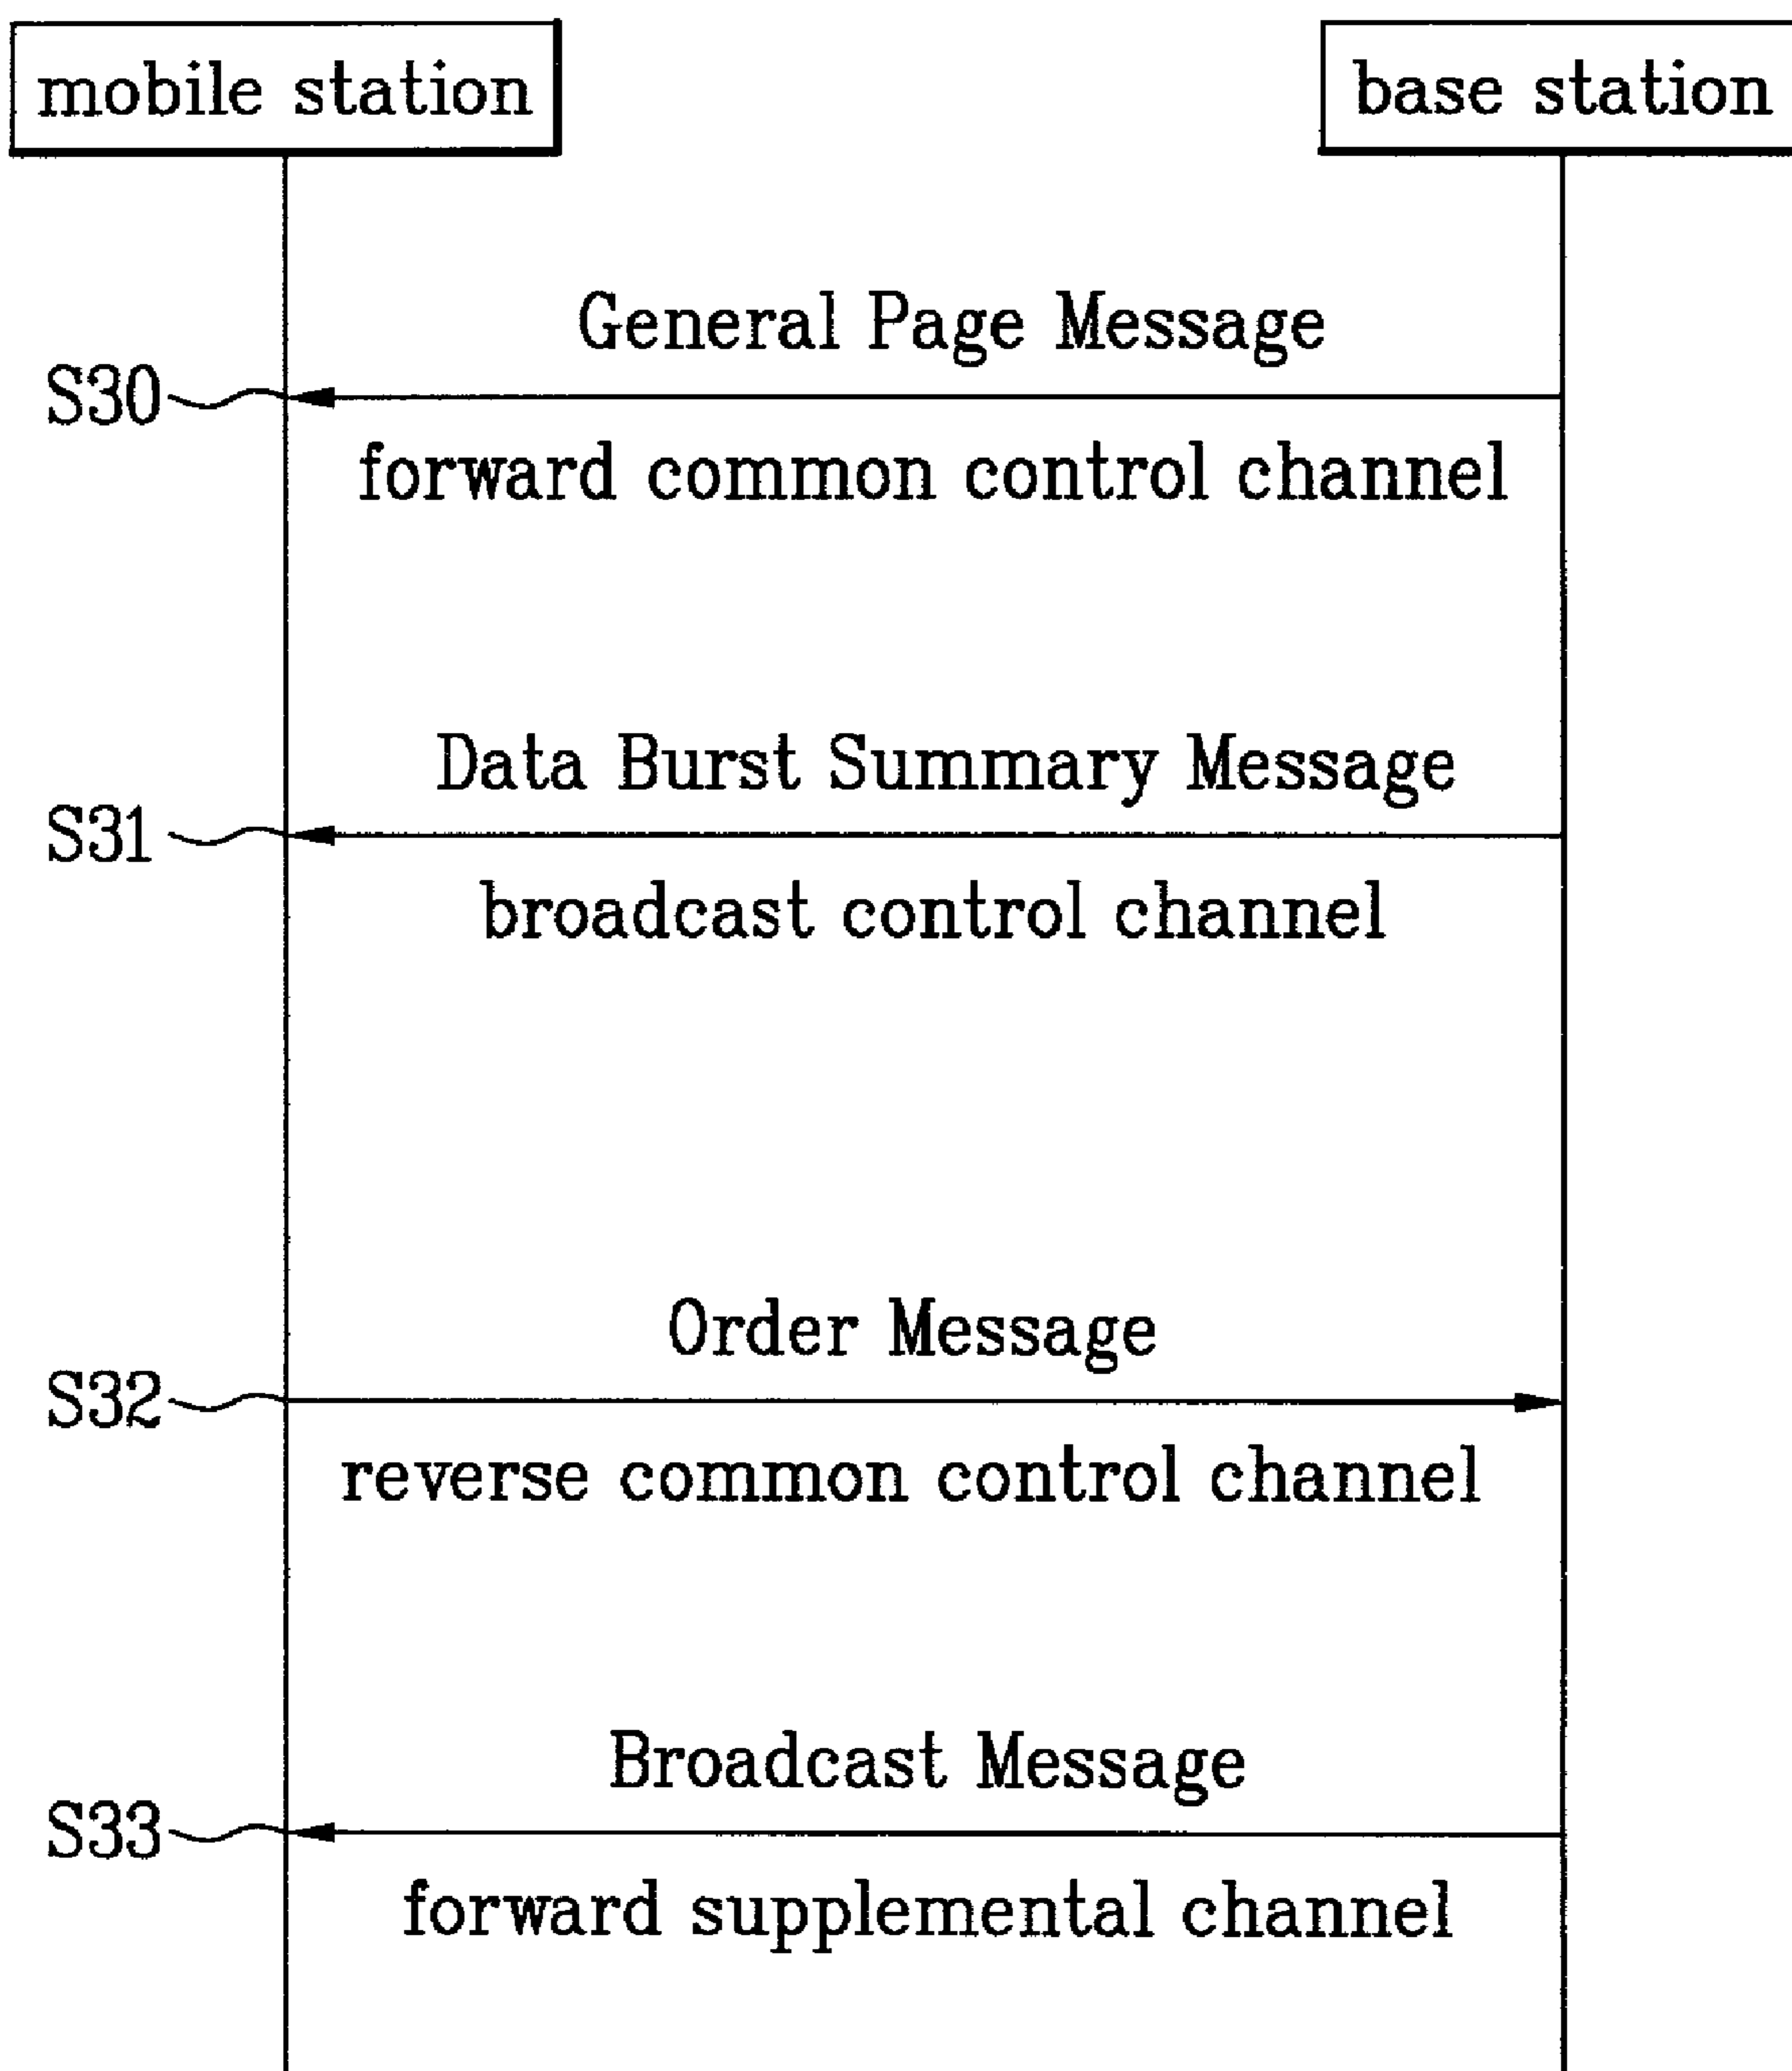 mobile station
base station
General Page Message
S30
forward common control channel
Data Burst Summary Message
S31
broadcast control channel
Order Message
S32
reverse common control channel
Broadcast Message
S33
forward supplemental channel